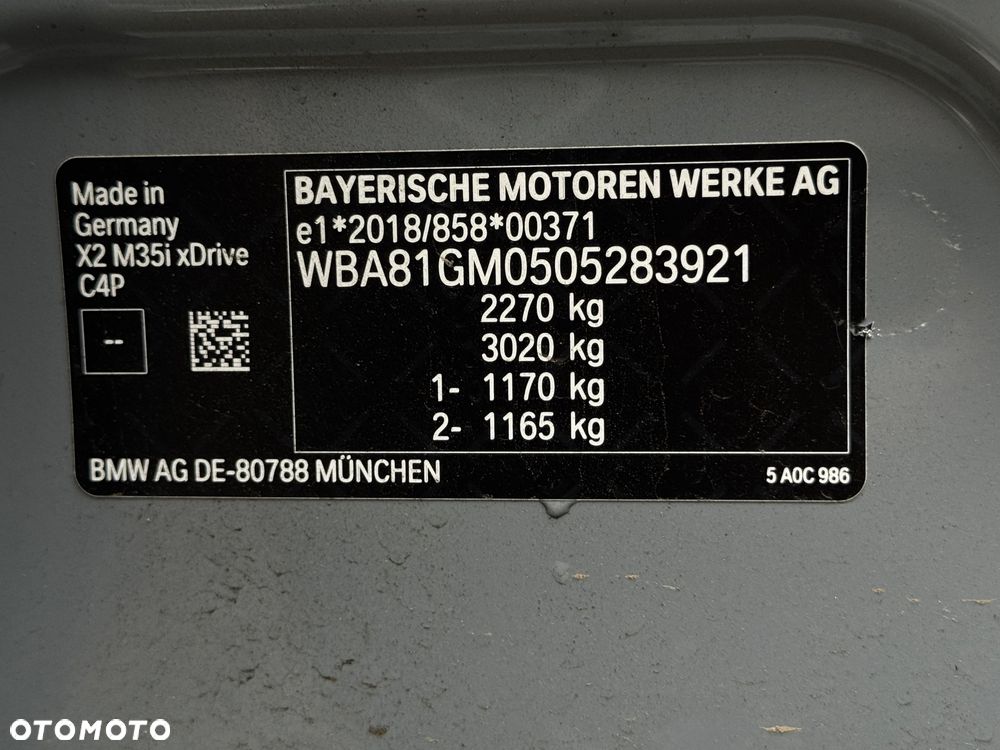 Made in
Germany
X2 M35i xDrive
C4P
--
BAYERISCHE MOTOREN WERKE AG
e1*2018/858*00371
WBA81GM0505283921
2270 kg
3020 kg
1- 1170 kg
2- 1165 kg
BMW AG DE-80788 MÜNCHEN
5 A0C 986
OTOMOTO